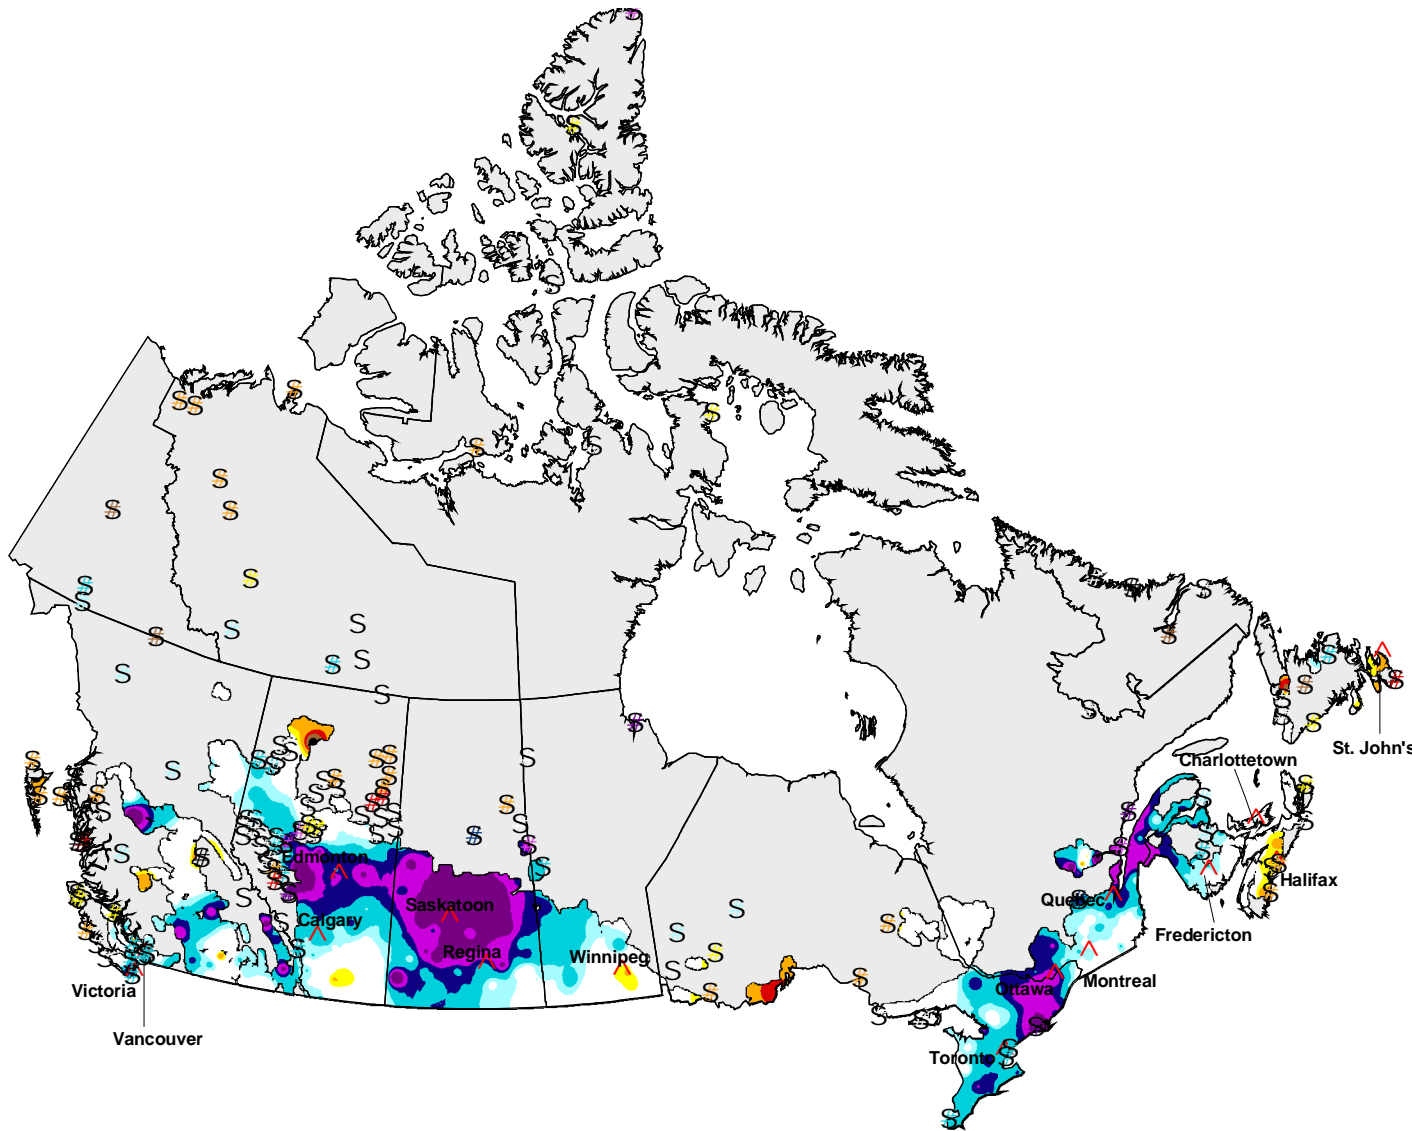 St. John's
Charlottetown
Edmonton
Halifax
Saskatoon
Quebec
Calgary
Fredericton
Regina
Winnipeg
Montreal
Victoria
Ottawa
Vancouver
Toronto